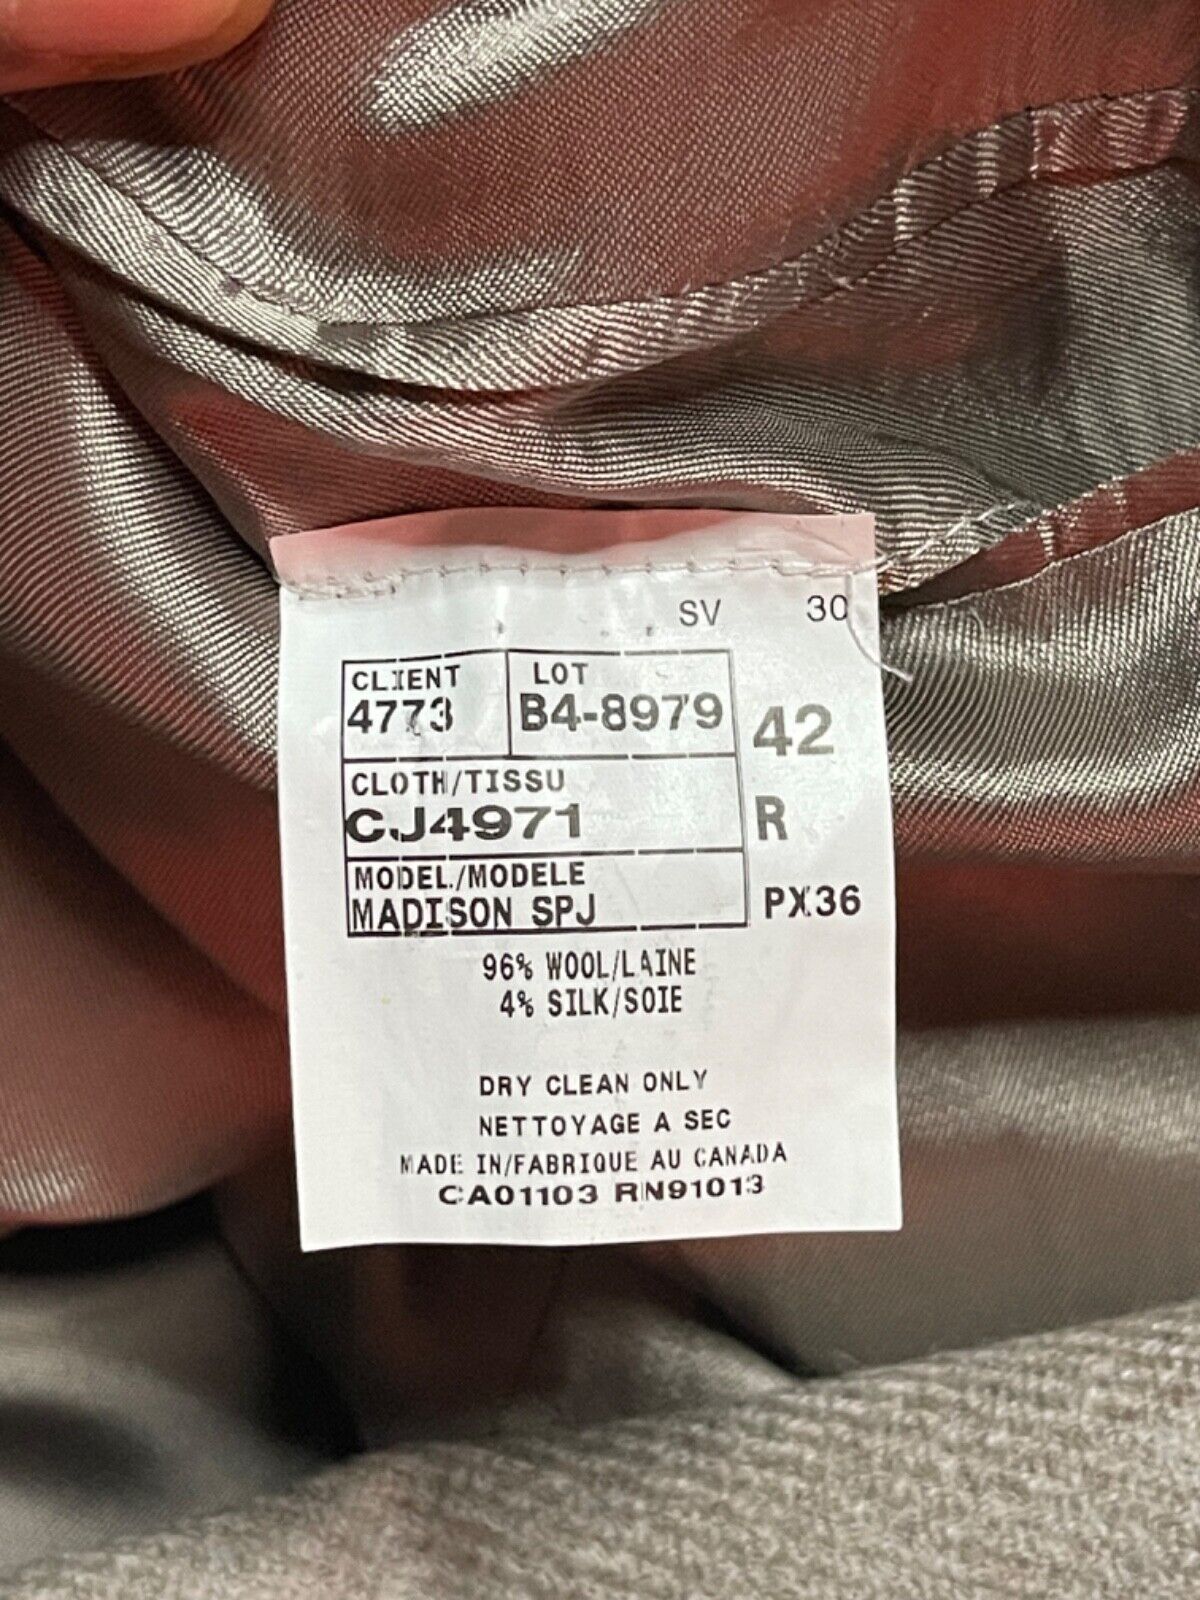 SV 30
CLIENT LOT
4773 B4-8979 42
CLOTH/TISSU
CJ4971 R
MODEL/MODELE
MADISON SPJ PX36
96% WOOL/LAINE
4% SILK/SOIE
DRY CLEAN ONLY
NETTOYAGE A SEC
MADE IN/FABRIQUE AU CANADA
CA01103 RN91013